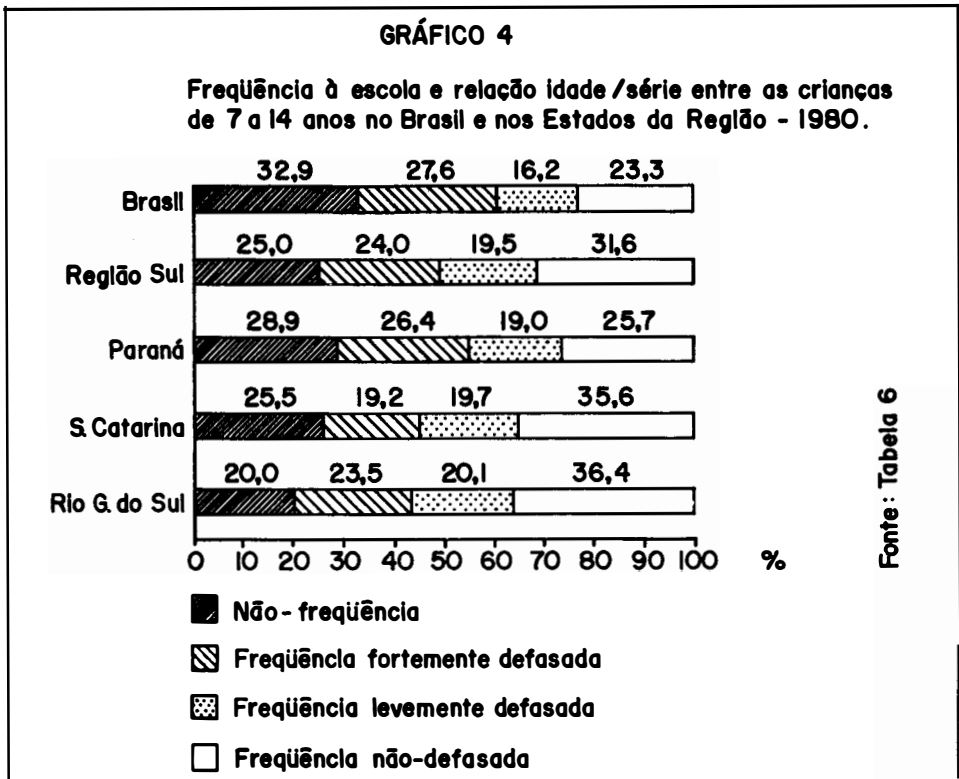 GRÁFICO 4
Freqüência à escola e relação idade/série entre as crianças
de 7 a 14 anos no Brasil e nos Estados da Região - 1980.
32,9 27,6 16,2 23,3
Brasil
25,0 24,0 19,5 31,6
Região Sul
28,9 26,4 19,0 25,7
Paraná
25,5 19,2 19,7 35,6
S. Catarina
20,0 23,5 20,1 36,4
Rio G. do Sul
0 10 20 30 40 50 60 70 80 90 100 %
Não-freqüência
Freqüência fortemente defasada
Freqüência levemente defasada
Freqüência não-defasada
Fonte: Tabela 6